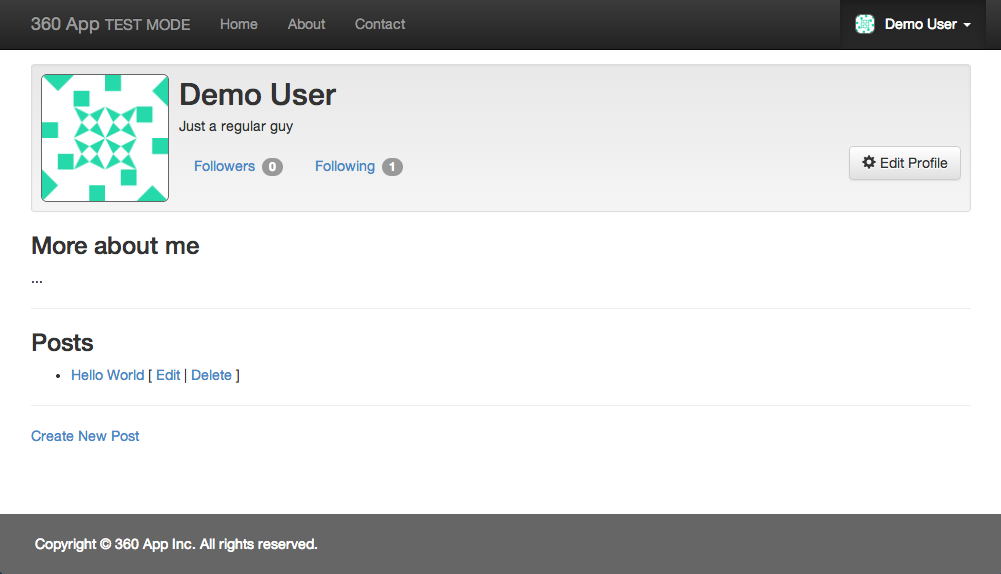 360 App TEST MODE Home About Contact Demo User
Demo User
Just a regular guy
Followers 0 Following 1
Edit Profile
More about me
...
Posts
• Hello World [ Edit | Delete ]
Create New Post
Copyright © 360 App Inc. All rights reserved.